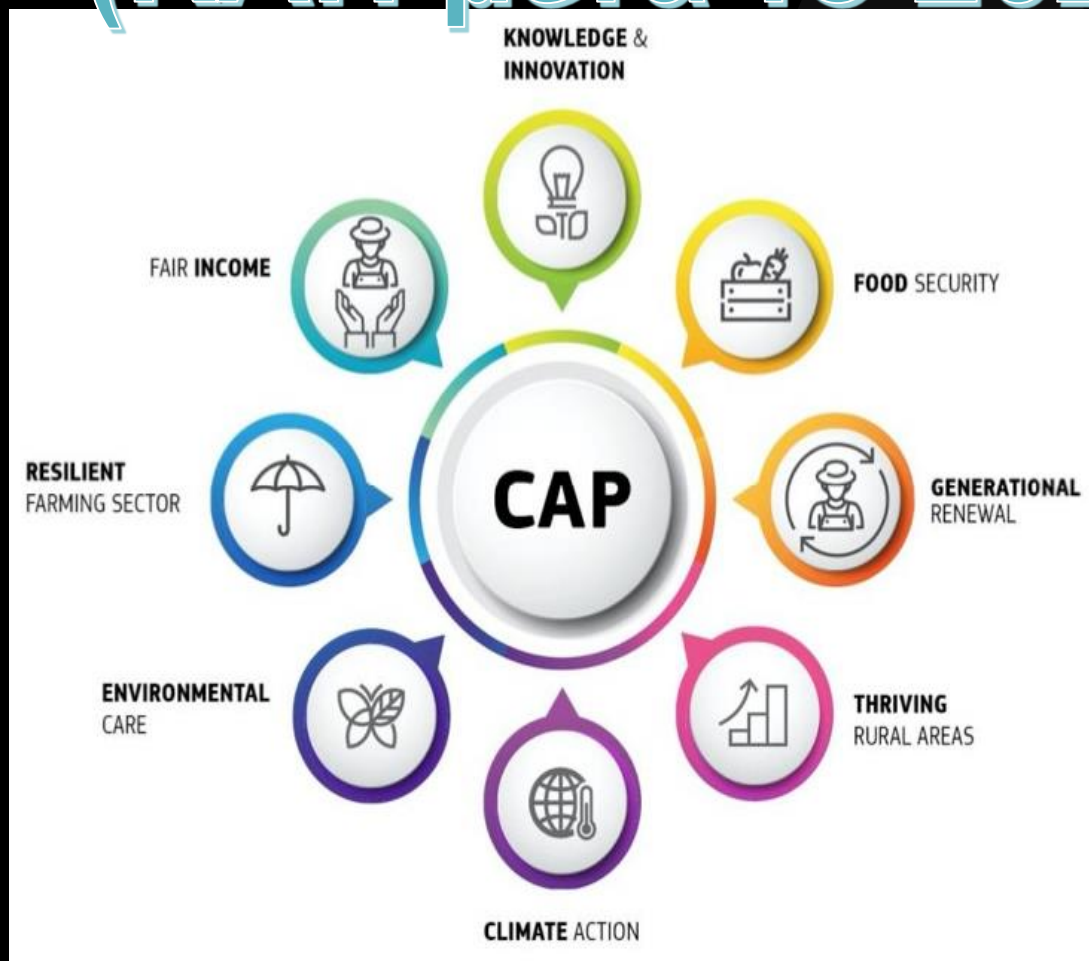 KNOWLEDGE &
INNOVATION
FAIR INCOME
FOOD SECURITY
RESILIENT
FARMING SECTOR
CAP
GENERATIONAL
RENEWAL
ENVIRONMENTAL
CARE
THRIVING
RURAL AREAS
CLIMATE ACTION